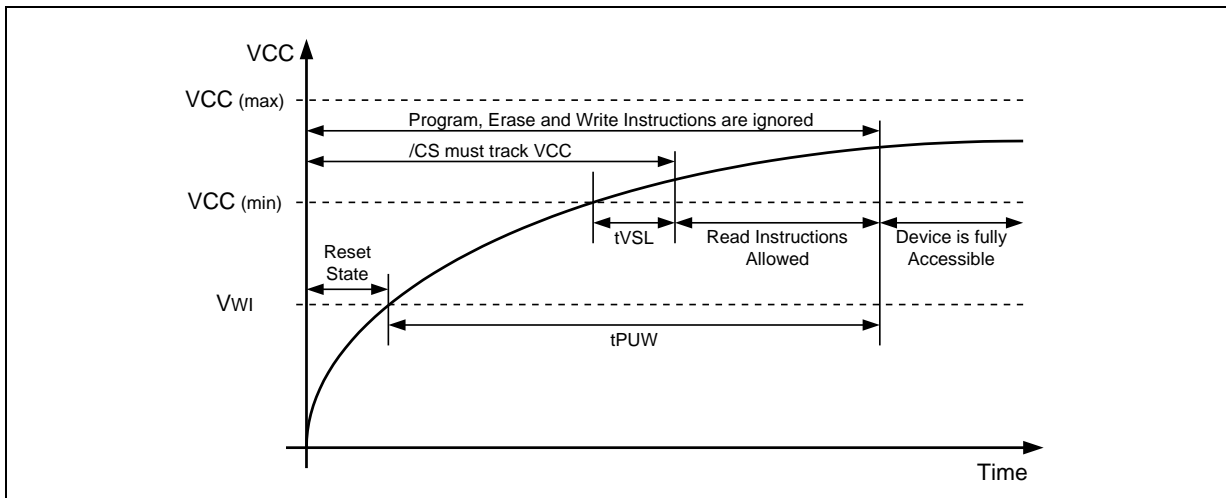 VCC
VCC (max)
Program, Erase and Write Instructions are ignored
/CS must track VCC
VCC (min)
tVSL
Read Instructions
Allowed
Device is fully
Accessible
Reset
State
VWI
tPUW
Time